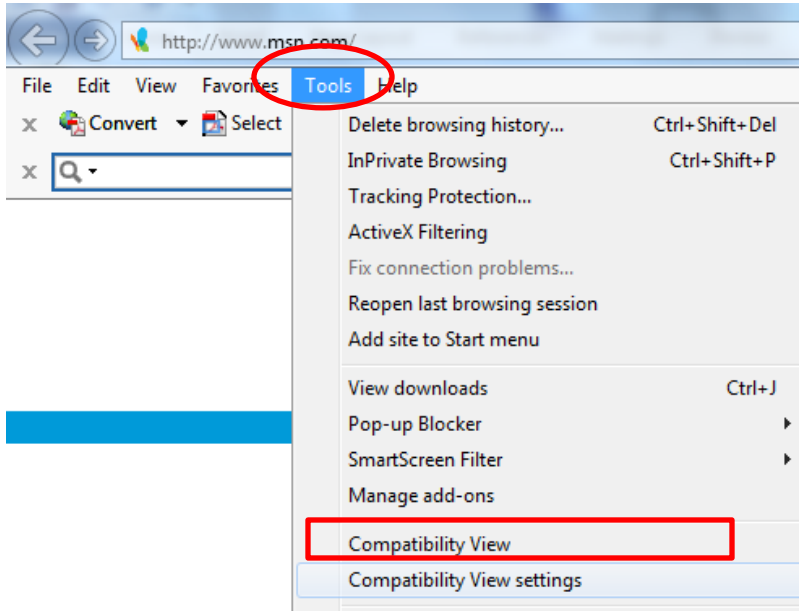 http://www.msn.com/
File Edit View Favorites Tools Help
x Convert Select
x
Delete browsing history... Ctrl+Shift+Del
InPrivate Browsing Ctrl+Shift+P
Tracking Protection...
ActiveX Filtering
Fix connection problems...
Reopen last browsing session
Add site to Start menu
View downloads Ctrl+J
Pop-up Blocker
SmartScreen Filter
Manage add-ons
Compatibility View
Compatibility View settings